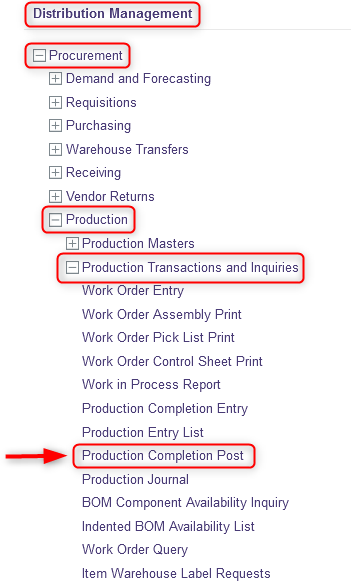 Distribution Management
Procurement
Demand and Forecasting
Requisitions
Purchasing
Warehouse Transfers
Receiving
Vendor Returns
Production
Production Masters
Production Transactions and Inquiries
Work Order Entry
Work Order Assembly Print
Work Order Pick List Print
Work Order Control Sheet Print
Work in Process Report
Production Completion Entry
Production Entry List
Production Completion Post
Production Journal
BOM Component Availability Inquiry
Indented BOM Availability List
Work Order Query
Item Warehouse Label Requests